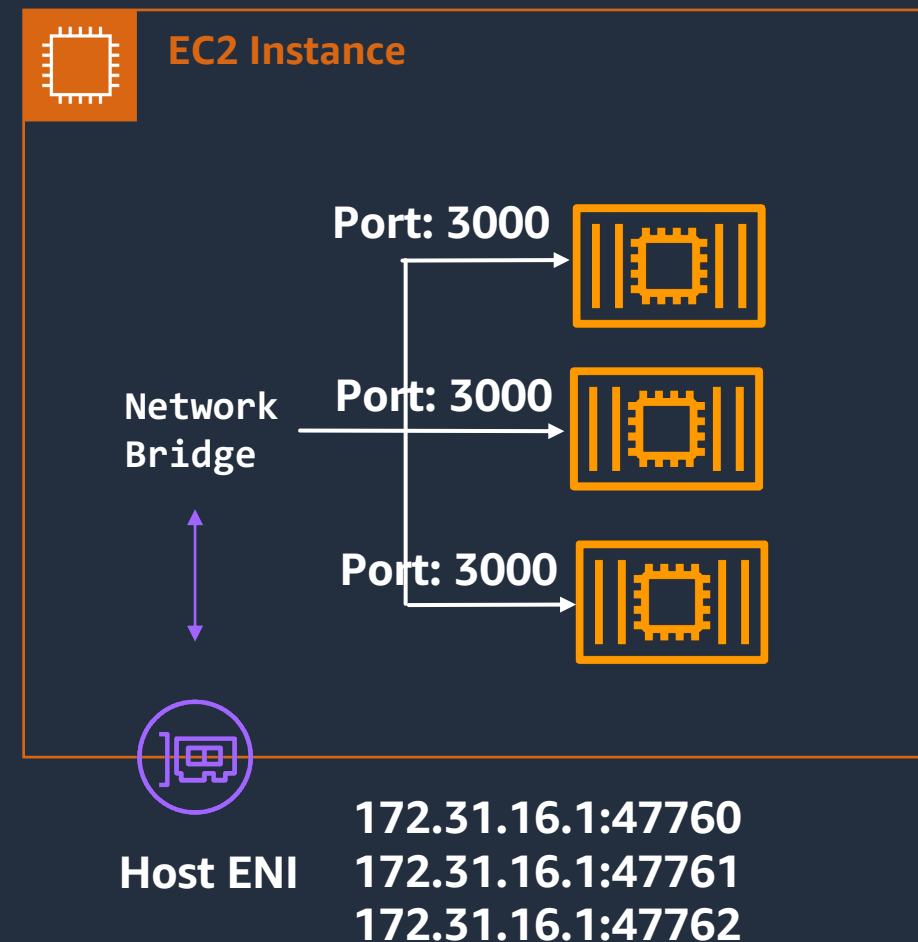 EC2 Instance
Port: 3000
Port: 3000
Network
Bridge
Port: 3000
Host ENI
172.31.16.1:47760
172.31.16.1:47761
172.31.16.1:47762